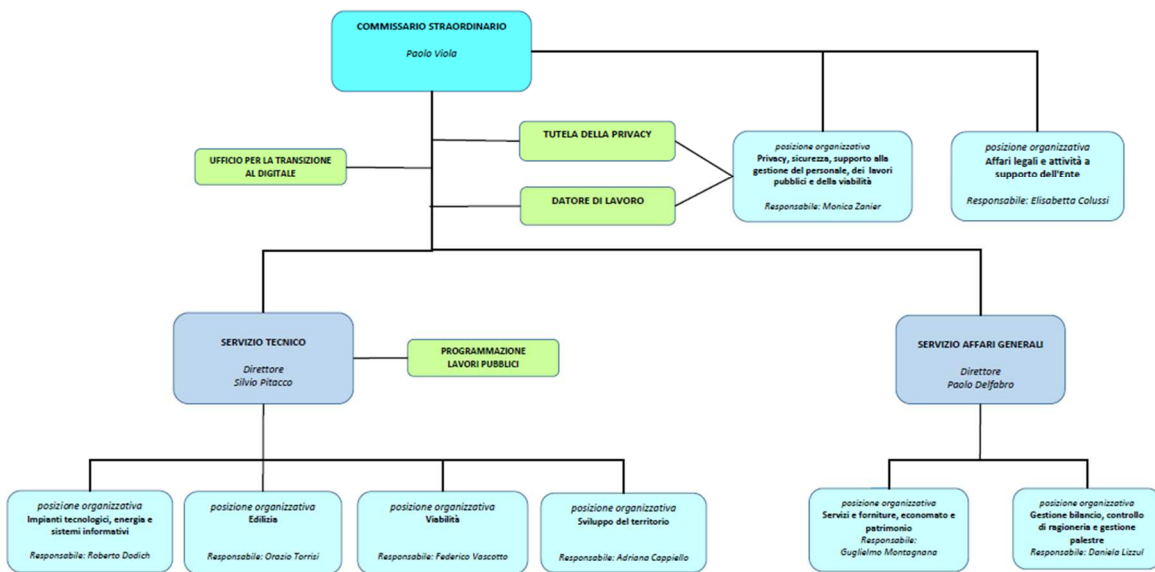 COMMISSARIO STRAORDINARIO
Paolo Viola
TUTELA DELLA PRIVACY
UFFICIO PER LA TRANSIZIONE
AL DIGITALE
DATORE DI LAVORO
posizione organizzativa
Privacy, sicurezza, supporto alla
gestione del personale, dei lavori
pubblici e della viabilità
Responsabile: Monica Zanier
posizione organizzativa
Affari legali e attività a
supporto dell'Ente
Responsabile: Elisabetta Colussi
SERVIZIO TECNICO
Direttore
Silvio Pitacco
PROGRAMMAZIONE
LAVORI PUBBLICI
SERVIZIO AFFARI GENERALI
Direttore
Paolo Delfabro
posizione organizzativa
Impianti tecnologici, energia e
sistemi informativi
Responsabile: Roberto Dodich
posizione organizzativa
Edilizia
Responsabile: Orazio Torrisi
posizione organizzativa
Viabilità
Responsabile: Federico Vascotto
posizione organizzativa
Sviluppo del territorio
Responsabile: Adriana Cappiello
posizione organizzativa
Servizi e forniture, economato e
patrimonio
Responsabile:
Guglielmo Montagnana
posizione organizzativa
Gestione bilancio, controllo
di ragioneria e gestione
palestre
Responsabile: Daniela Lizzul